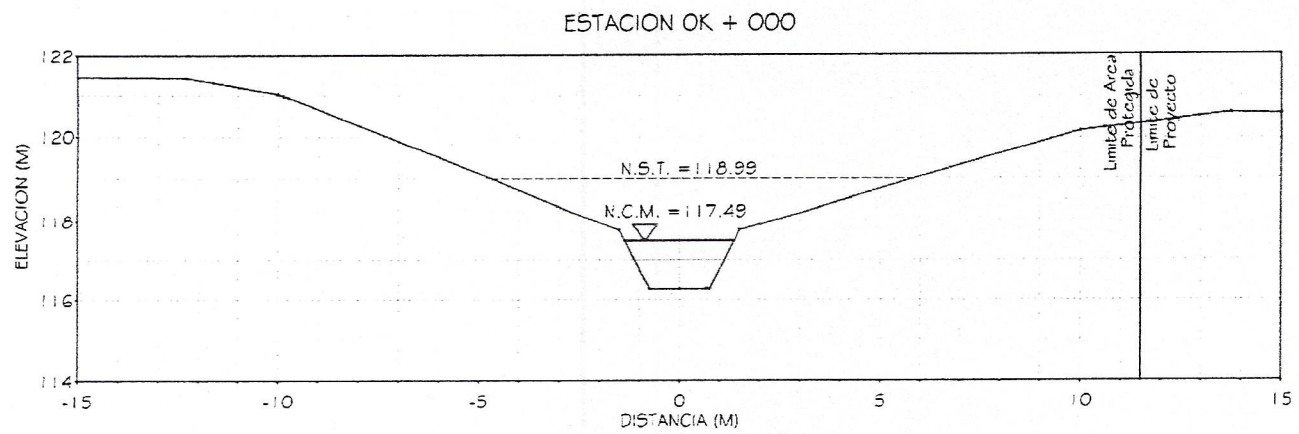 ESTACION 0K + 000
122
120
118
116
114
ELEVACION (M)
N.S.T. =118.99
N.C.M. =117.49
Limite de Area
Protegida
Limite de
Proyecto
-15
-10
-5
0
5
10
15
DISTANCIA (M)